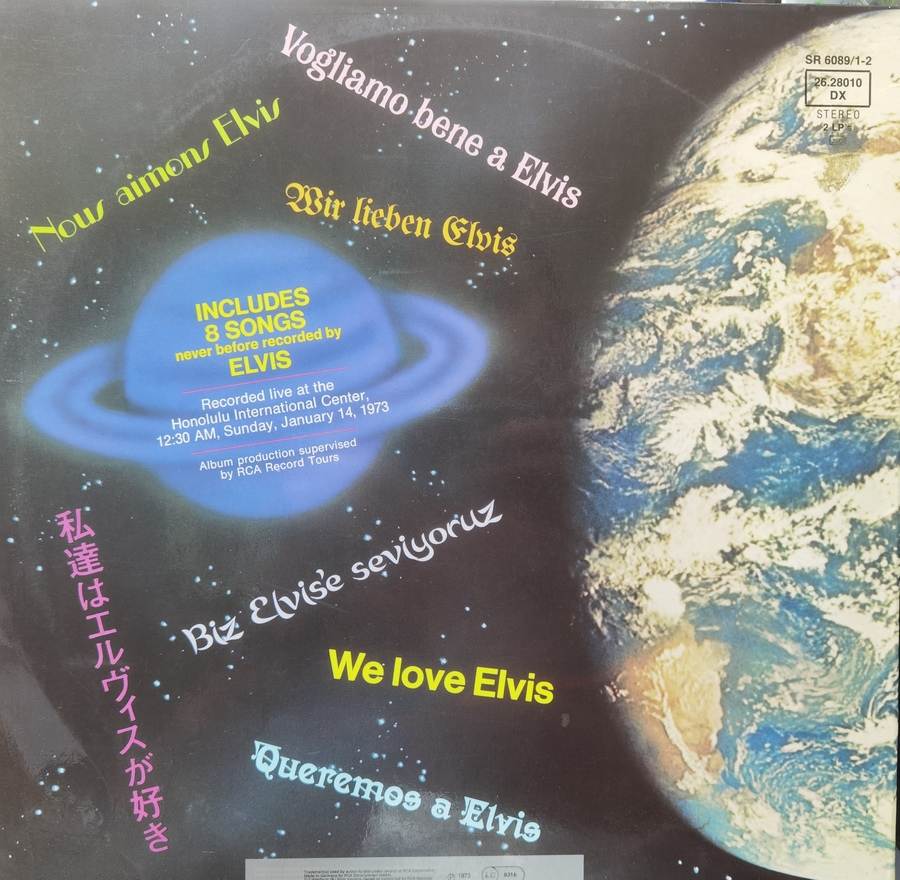 Vogliamo bene a Elvis
SR 6089/1-2
26.28010
DX
STEREO
2 LP
Nous aimons Elvis
Wir lieben Elvis
INCLUDES
8 SONGS
never before recorded by
ELVIS
Recorded live at the
Honolulu International Center,
12:30 AM, Sunday, January 14, 1973
Album production supervised
by RCA Record Tours
私達はエルヴィスが好き
Biz Elvis'e seviyoruz
We love Elvis
Queremos a Elvis
1973